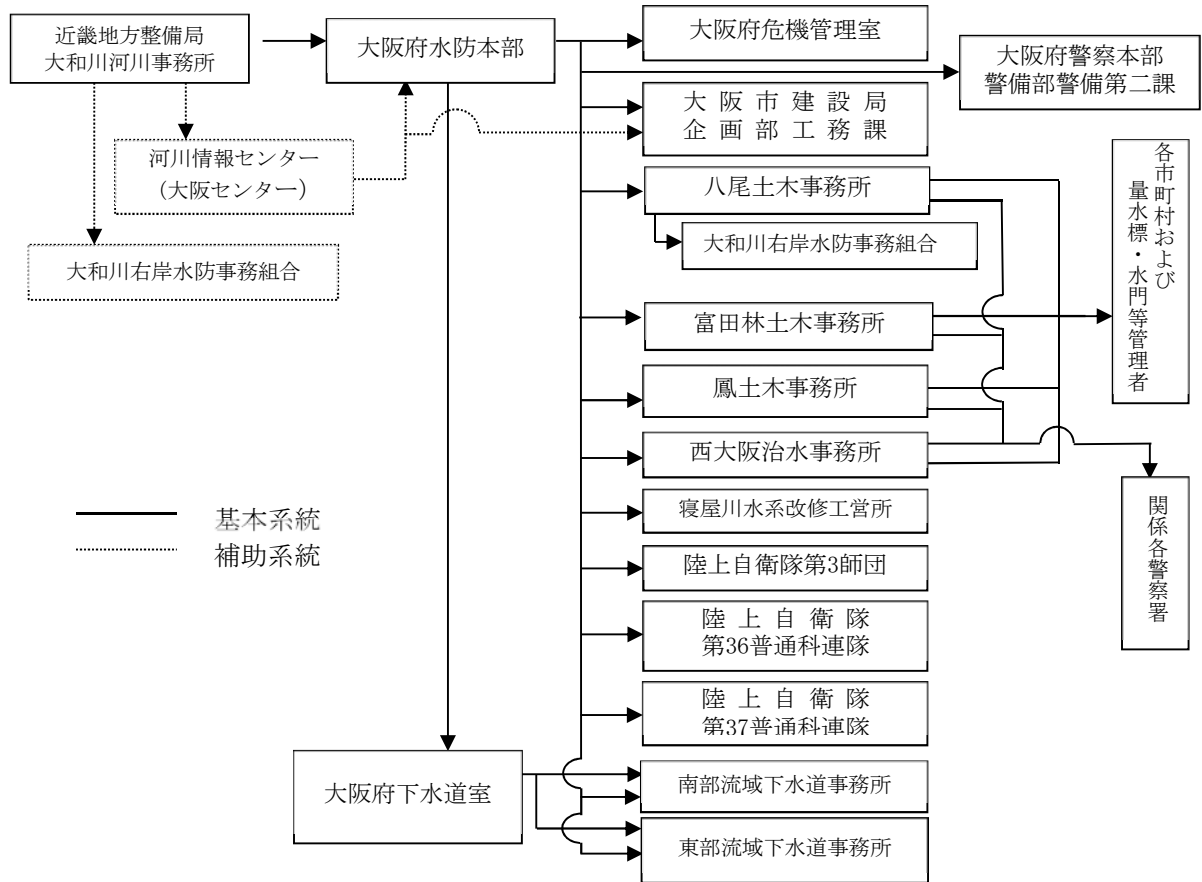 近畿地方整備局
大和川河川事務所
大阪府水防本部
大阪府危機管理室
大阪府警察本部
警備部警備第二課
大阪市建設局
企画部工務課
河川情報センター
(大阪センター)
大和川右岸水防事務組合
八尾土木事務所
大和川右岸水防事務組合
各市町村および
量水標・水門等管理者
富田林土木事務所
鳳土木事務所
西大阪治水事務所
関係各警察署
寝屋川水系改修工営所
基本系統
補助系統
陸上自衛隊第3師団
陸上自衛隊
第36普通科連隊
陸上自衛隊
第37普通科連隊
大阪府下水道室
南部流域下水道事務所
東部流域下水道事務所